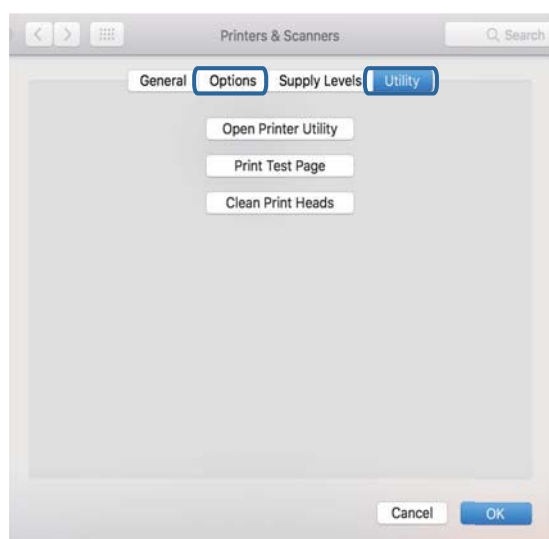 Printers & Scanners Search
General Options Supply Levels Utility
Open Printer Utility
Print Test Page
Clean Print Heads
Cancel OK